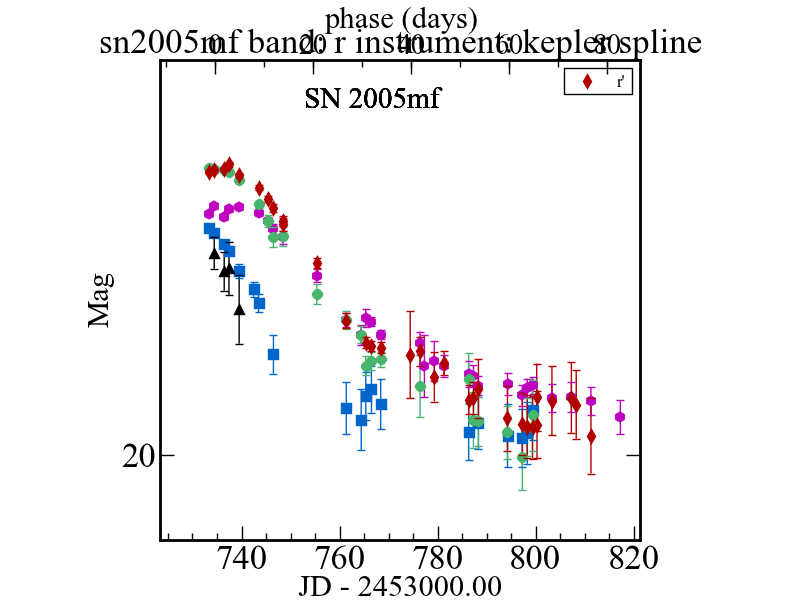 phase (days)
sn2005mf band: r instrument: kepler spline
0 20 40 60 80
SN 2005mf
r'
Mag
20
740 760 780 800 820
JD - 2453000.00